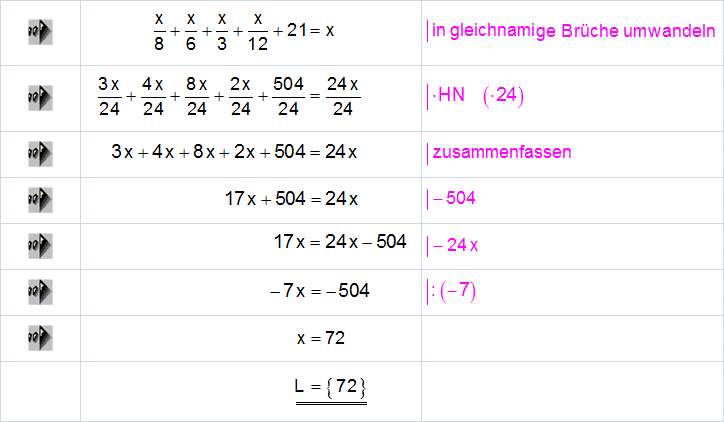 x/8 + x/6 + x/3 + x/12 + 21 = x |in gleichnamige Brüche umwandeln
3x/24 + 4x/24 + 8x/24 + 2x/24 + 504/24 = 24x/24 |·HN (·24)
3x + 4x + 8x + 2x + 504 = 24x |zusammenfassen
17x + 504 = 24x |− 504
17x = 24x − 504 |− 24x
−7x = −504 |: (−7)
x = 72
L = {72}